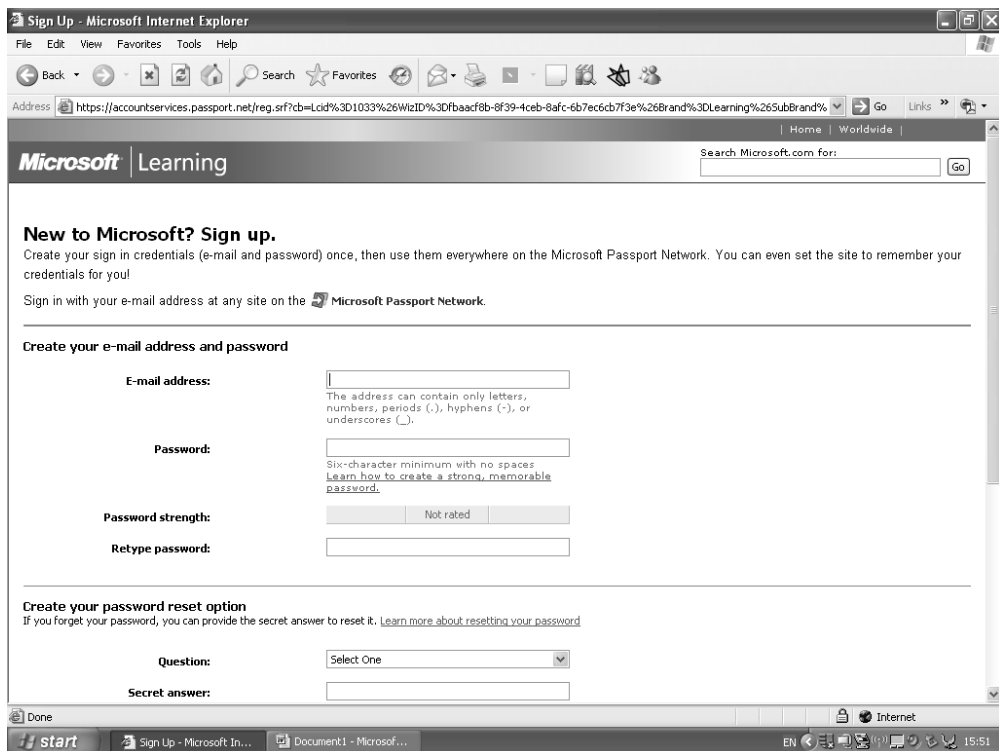 Sign Up - Microsoft Internet Explorer
File Edit View Favorites Tools Help
Back Search Favorites
Address https://accountservices.passport.net/reg.srf?cb=Lcid%3D1033%26WizID%3Dfbaacf8b-8f39-4ceb-8afc-6b7ec6cb7f3e%26Brand%3DLearning%26SubBrand% Go Links »
| Home | Worldwide |
Microsoft | Learning
Search Microsoft.com for:
Go
New to Microsoft? Sign up.
Create your sign in credentials (e-mail and password) once, then use them everywhere on the Microsoft Passport Network. You can even set the site to remember your
credentials for you!
Sign in with your e-mail address at any site on the Microsoft Passport Network.
Create your e-mail address and password
E-mail address:
The address can contain only letters,
numbers, periods (.), hyphens (-), or
underscores (_).
Password:
Six-character minimum with no spaces
Learn how to create a strong, memorable
password.
Password strength: Not rated
Retype password:
Create your password reset option
If you forget your password, you can provide the secret answer to reset it. Learn more about resetting your password
Question: Select One
Secret answer:
Done Internet
start Sign Up - Microsoft In... Document1 - Microsof... EN 15:51